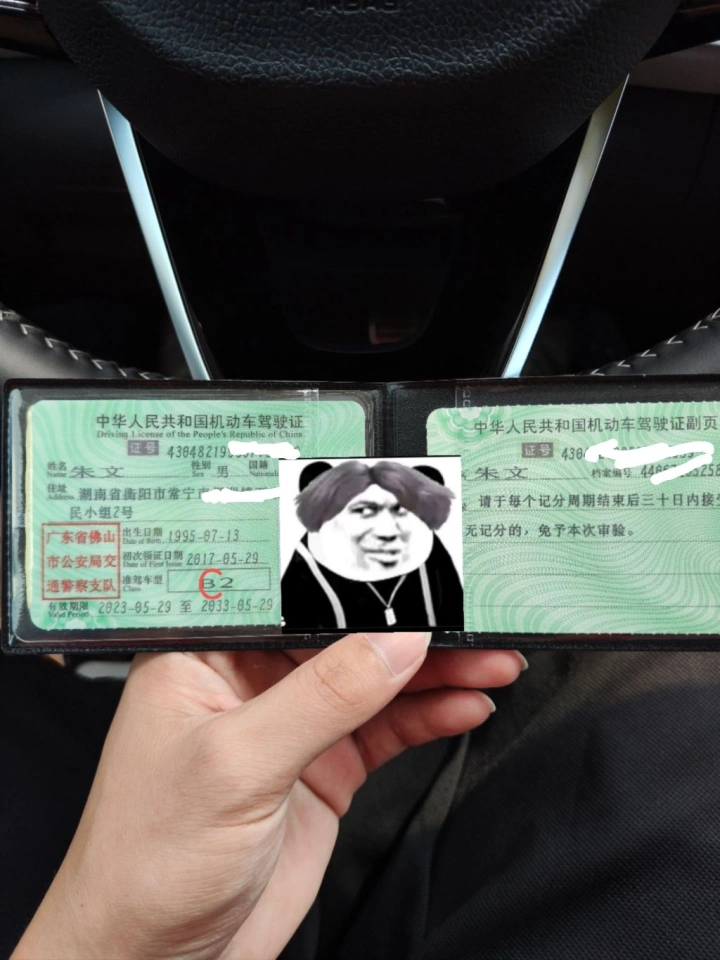 AIRBAG
中华人民共和国机动车驾驶证
Driving License of the People's Republic of China
证号
姓名 朱文 性别 男 国籍
Name Sex
住址 湖南省衡阳市常宁
Address
民小组2号
广东省佛山
市公安局交
通警察支队
出生日期 1995-07-13
Date of Birth
初次领证日期 2017-05-29
Date of First Issue
准驾车型 B2
Class
C
有效期限 2023-05-29 至 2033-05-29
Valid Period
中华人民共和国机动车驾驶证副页
证号
朱文 档案编号
请于每个记分周期结束后三十日内接
无记分的，免予本次审验。